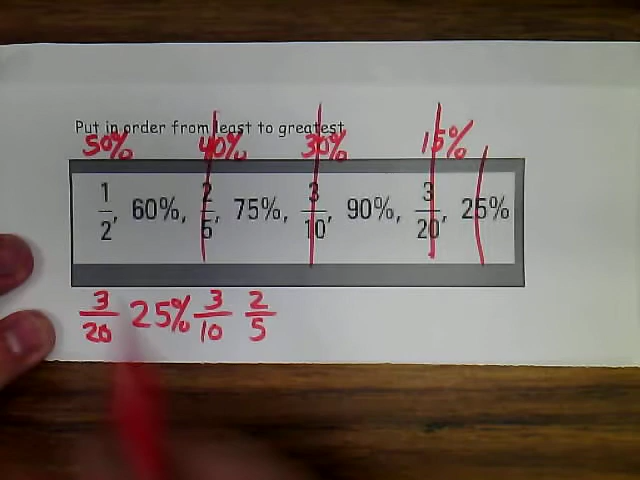 Put in order from least to greatest
50% 40% 30% 15%
1/2, 60%, 2/5, 75%, 3/10, 90%, 3/20, 25%
3/20 25% 3/10 2/5